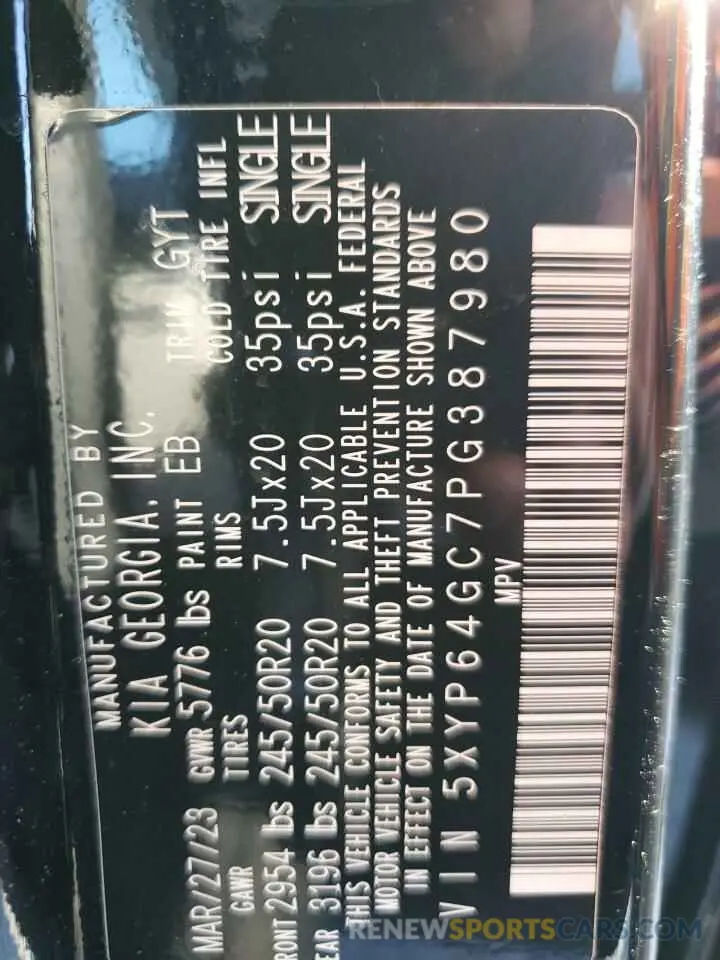 MANUFACTURED BY
KIA GEORGIA, INC.
MAR/27/23 GVWR 5776 lbs PAINT EB TRIM GYT
GAWR TIRES RIMS COLD TIRE INFL
RONT 2954 lbs 245/50R20 7.5Jx20 35psi SINGLE
EAR 3196 lbs 245/50R20 7.5Jx20 35psi SINGLE
THIS VEHICLE CONFORMS TO ALL APPLICABLE U.S.A. FEDERAL
MOTOR VEHICLE SAFETY AND THEFT PREVENTION STANDARDS
IN EFFECT ON THE DATE OF MANUFACTURE SHOWN ABOVE
VIN 5XYP64GC7PG387980
MPV
RENEWSPORTSCARS.COM